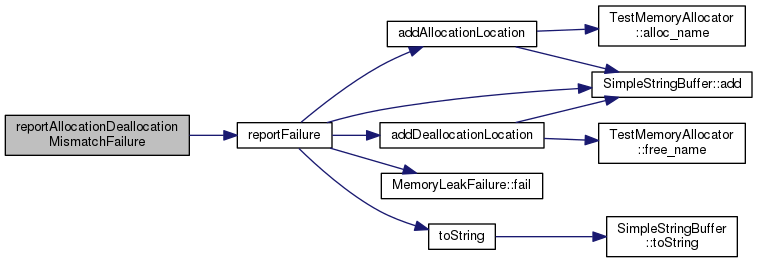 reportAllocationDeallocation
MismatchFailure
reportFailure
addAllocationLocation
TestMemoryAllocator
::alloc_name
SimpleStringBuffer::add
addDeallocationLocation
TestMemoryAllocator
::free_name
MemoryLeakFailure::fail
toString
SimpleStringBuffer
::toString